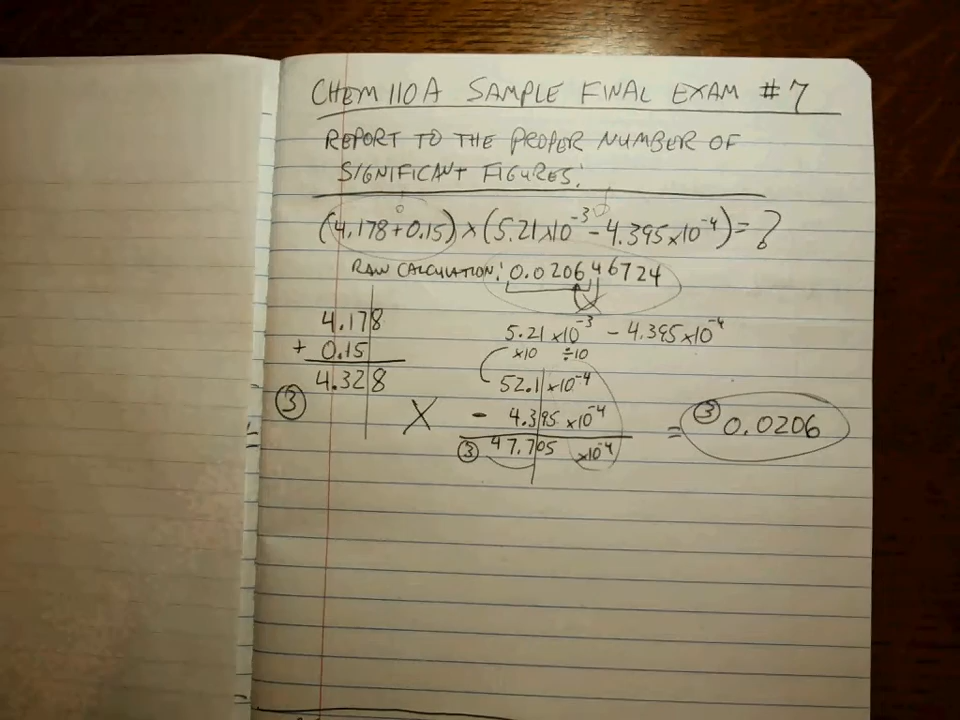 CHEM 110A SAMPLE FINAL EXAM #7
REPORT TO THE PROPER NUMBER OF
SIGNIFICANT FIGURES:
(4.178+0.15)×(5.21×10⁻³−4.395×10⁻⁴)=?
RAW CALCULATION: 0.020646724
4.178
+ 0.15
4.328
③
×
5.21×10⁻³ − 4.395×10⁻⁴
×10 ÷10
52.1×10⁻⁴
− 4.395×10⁻⁴
③ 47.705 ×10⁻⁴
= ③ 0.0206